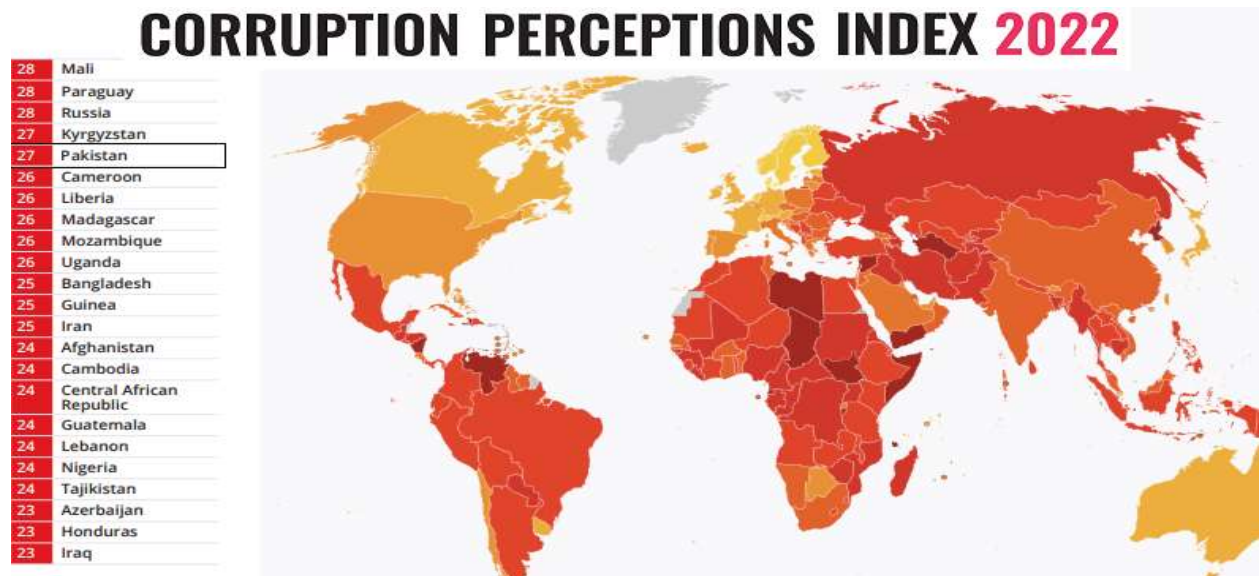 CORRUPTION PERCEPTIONS INDEX 2022
28 Mali
28 Paraguay
28 Russia
27 Kyrgyzstan
27 Pakistan
26 Cameroon
26 Liberia
26 Madagascar
26 Mozambique
26 Uganda
25 Bangladesh
25 Guinea
25 Iran
24 Afghanistan
24 Cambodia
24 Central African
Republic
24 Guatemala
24 Lebanon
24 Nigeria
24 Tajikistan
23 Azerbaijan
23 Honduras
23 Iraq